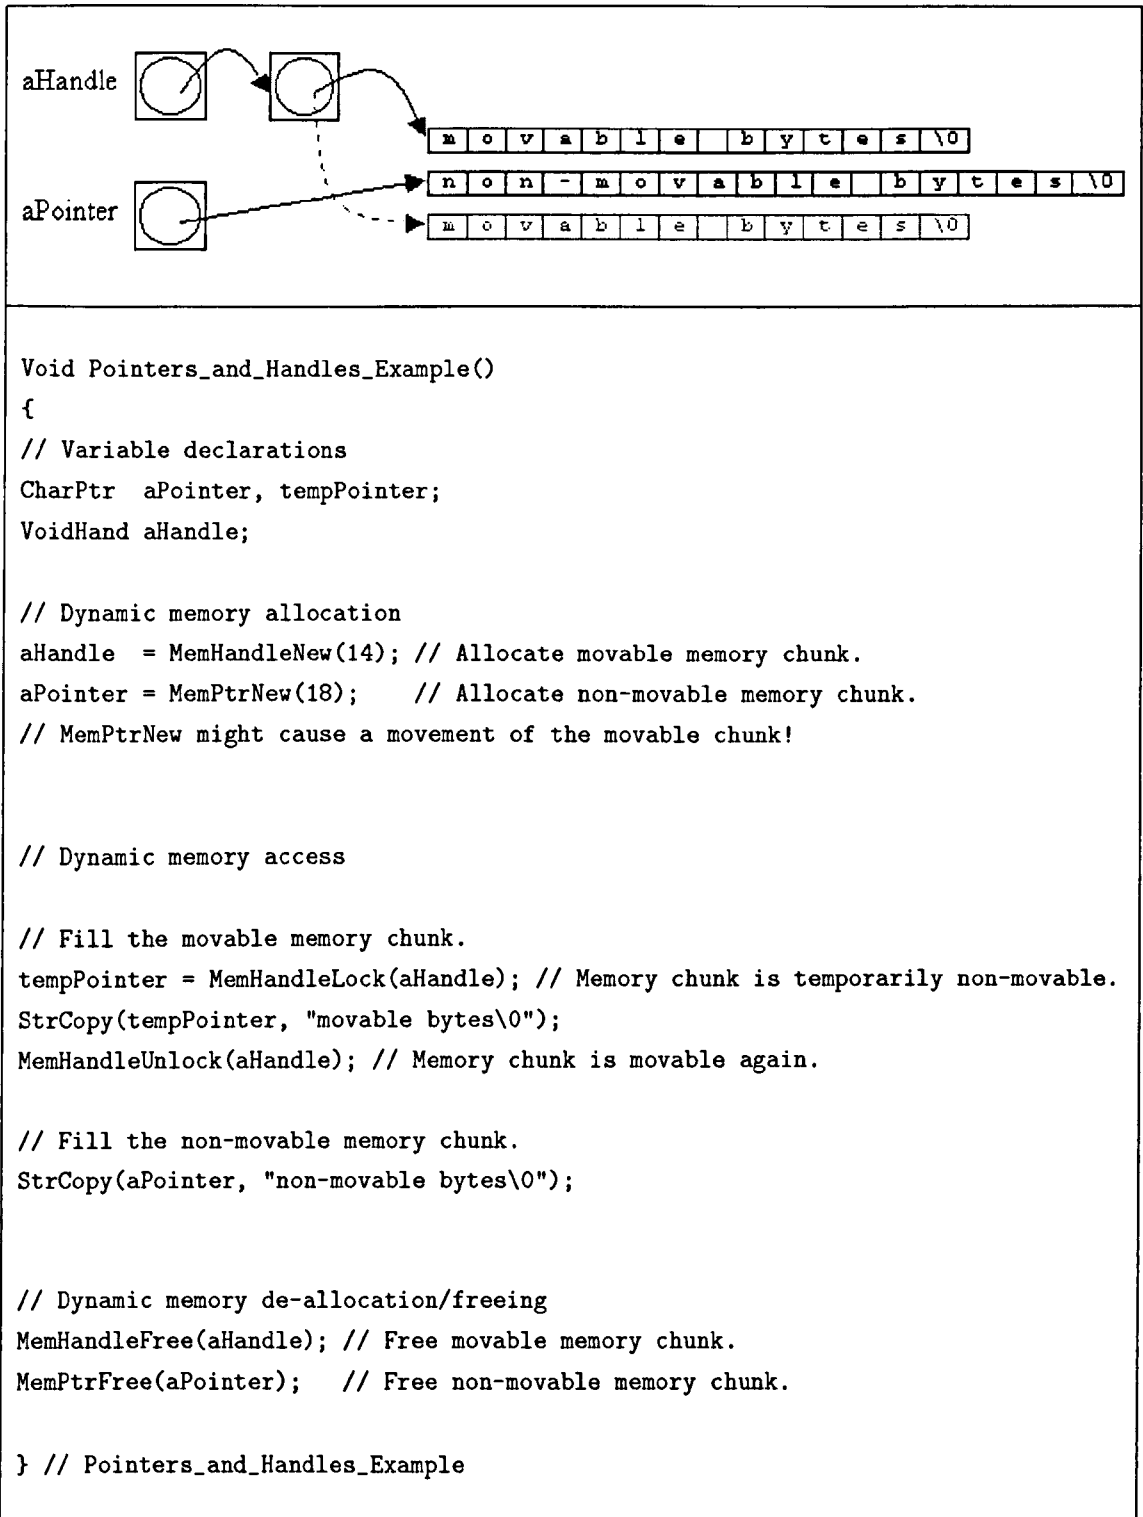 aHandle
m o v a b l e b y t e s \0
n o n - m o v a b l e b y t e s \0
aPointer
m o v a b l e b y t e s \0
Void Pointers_and_Handles_Example()
{
// Variable declarations
CharPtr aPointer, tempPointer;
VoidHand aHandle;
// Dynamic memory allocation
aHandle = MemHandleNew(14); // Allocate movable memory chunk.
aPointer = MemPtrNew(18); // Allocate non-movable memory chunk.
// MemPtrNew might cause a movement of the movable chunk!
// Dynamic memory access
// Fill the movable memory chunk.
tempPointer = MemHandleLock(aHandle); // Memory chunk is temporarily non-movable.
StrCopy(tempPointer, "movable bytes\0");
MemHandleUnlock(aHandle); // Memory chunk is movable again.
// Fill the non-movable memory chunk.
StrCopy(aPointer, "non-movable bytes\0");
// Dynamic memory de-allocation/freeing
MemHandleFree(aHandle); // Free movable memory chunk.
MemPtrFree(aPointer); // Free non-movable memory chunk.
} // Pointers_and_Handles_Example